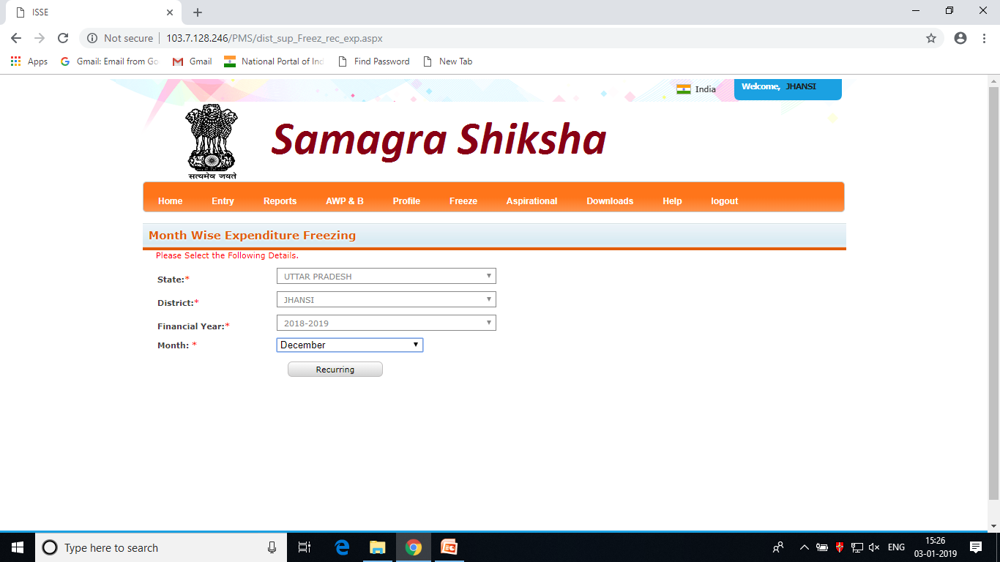 ISSE
Not secure
103.7.128.246/PMS/dist_sup_Freez_rec_exp.aspx
Apps
Gmail: Email from Go
Gmail
National Portal of Ind
Find Password
New Tab
India
Welcome, JHANSI
सत्यमेव जयते
Samagra Shiksha
Home Entry Reports AWP & B Profile Freeze Aspirational Downloads Help logout
Month Wise Expenditure Freezing
Please Select the Following Details.
State:* UTTAR PRADESH
District:* JHANSI
Financial Year:* 2018-2019
Month: * December
Recurring
Type here to search
ENG
15:26
03-01-2019